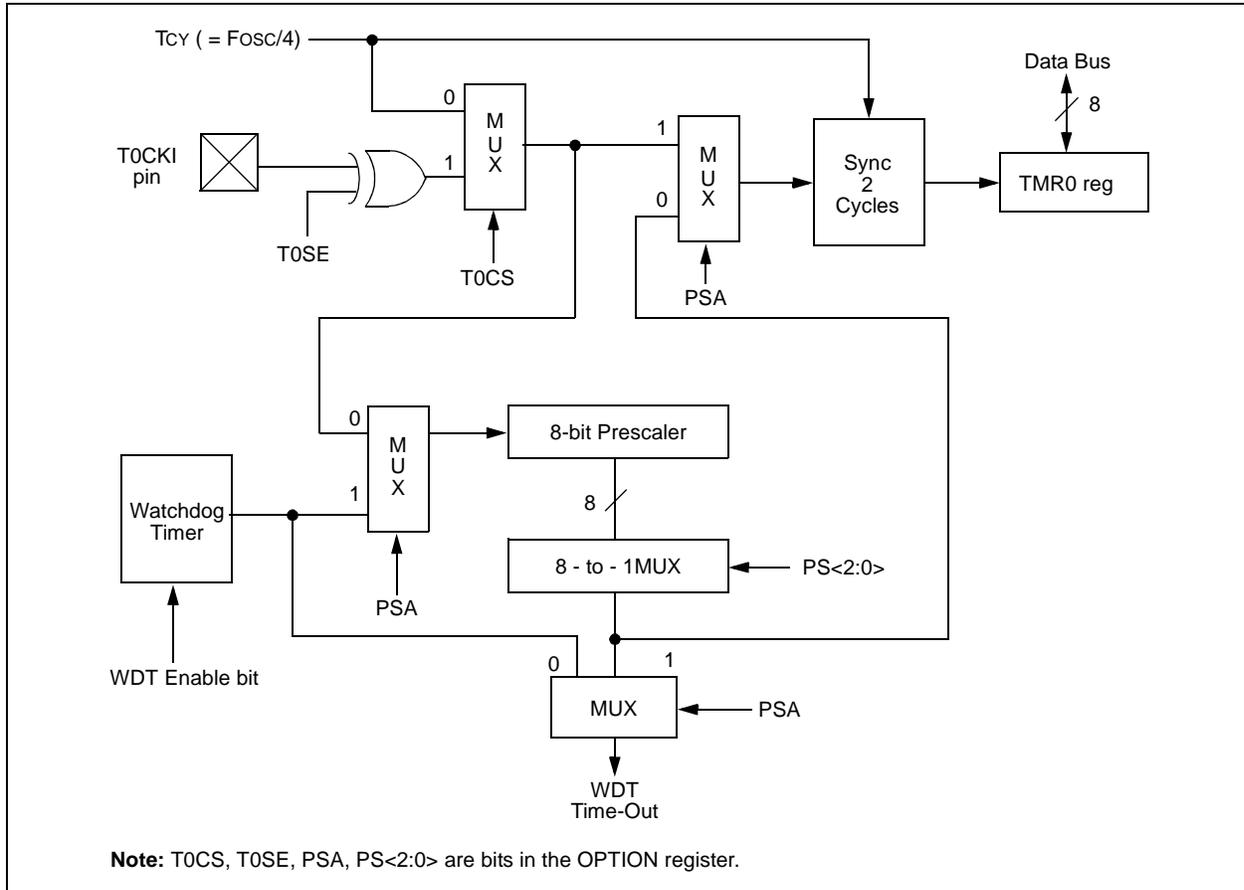 TCY ( = FOSC/4)
Data Bus
8
0
M
U
X
1
T0CKI
pin
T0SE
T0CS
1
M
U
X
0
PSA
Sync
2
Cycles
TMR0 reg
0
M
U
X
1
PSA
8-bit Prescaler
8
Watchdog
Timer
8 - to - 1MUX
PS<2:0>
WDT Enable bit
0
1
MUX
PSA
WDT
Time-Out
Note: T0CS, T0SE, PSA, PS<2:0> are bits in the OPTION register.